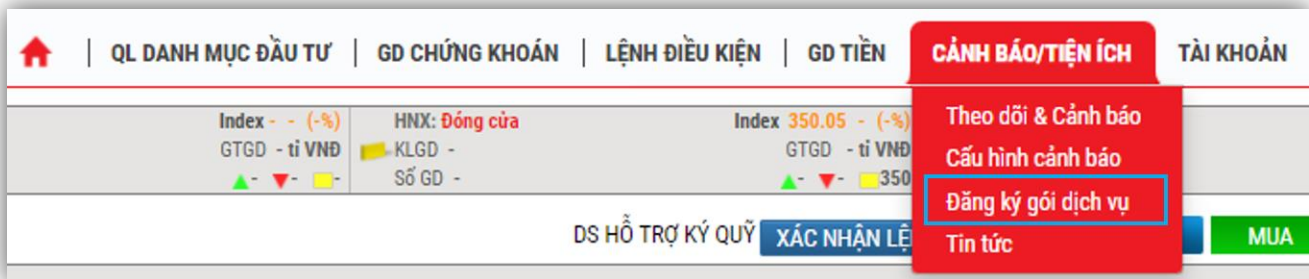 QL DANH MỤC ĐẦU TƯ | GD CHỨNG KHOÁN | LỆNH ĐIỀU KIỆN | GD TIỀN CẢNH BÁO/TIỆN ÍCH TÀI KHOẢN
Index - - (-%) HNX: Đóng cửa Index 350.05 - (-%)
GTGD - tỉ VNĐ KLGD - GTGD - tỉ VNĐ
- - - Số GD - - - 350
Theo dõi & Cảnh báo
Cấu hình cảnh báo
Đăng ký gói dịch vụ
Tin tức
DS HỖ TRỢ KÝ QUỸ XÁC NHẬN MUA